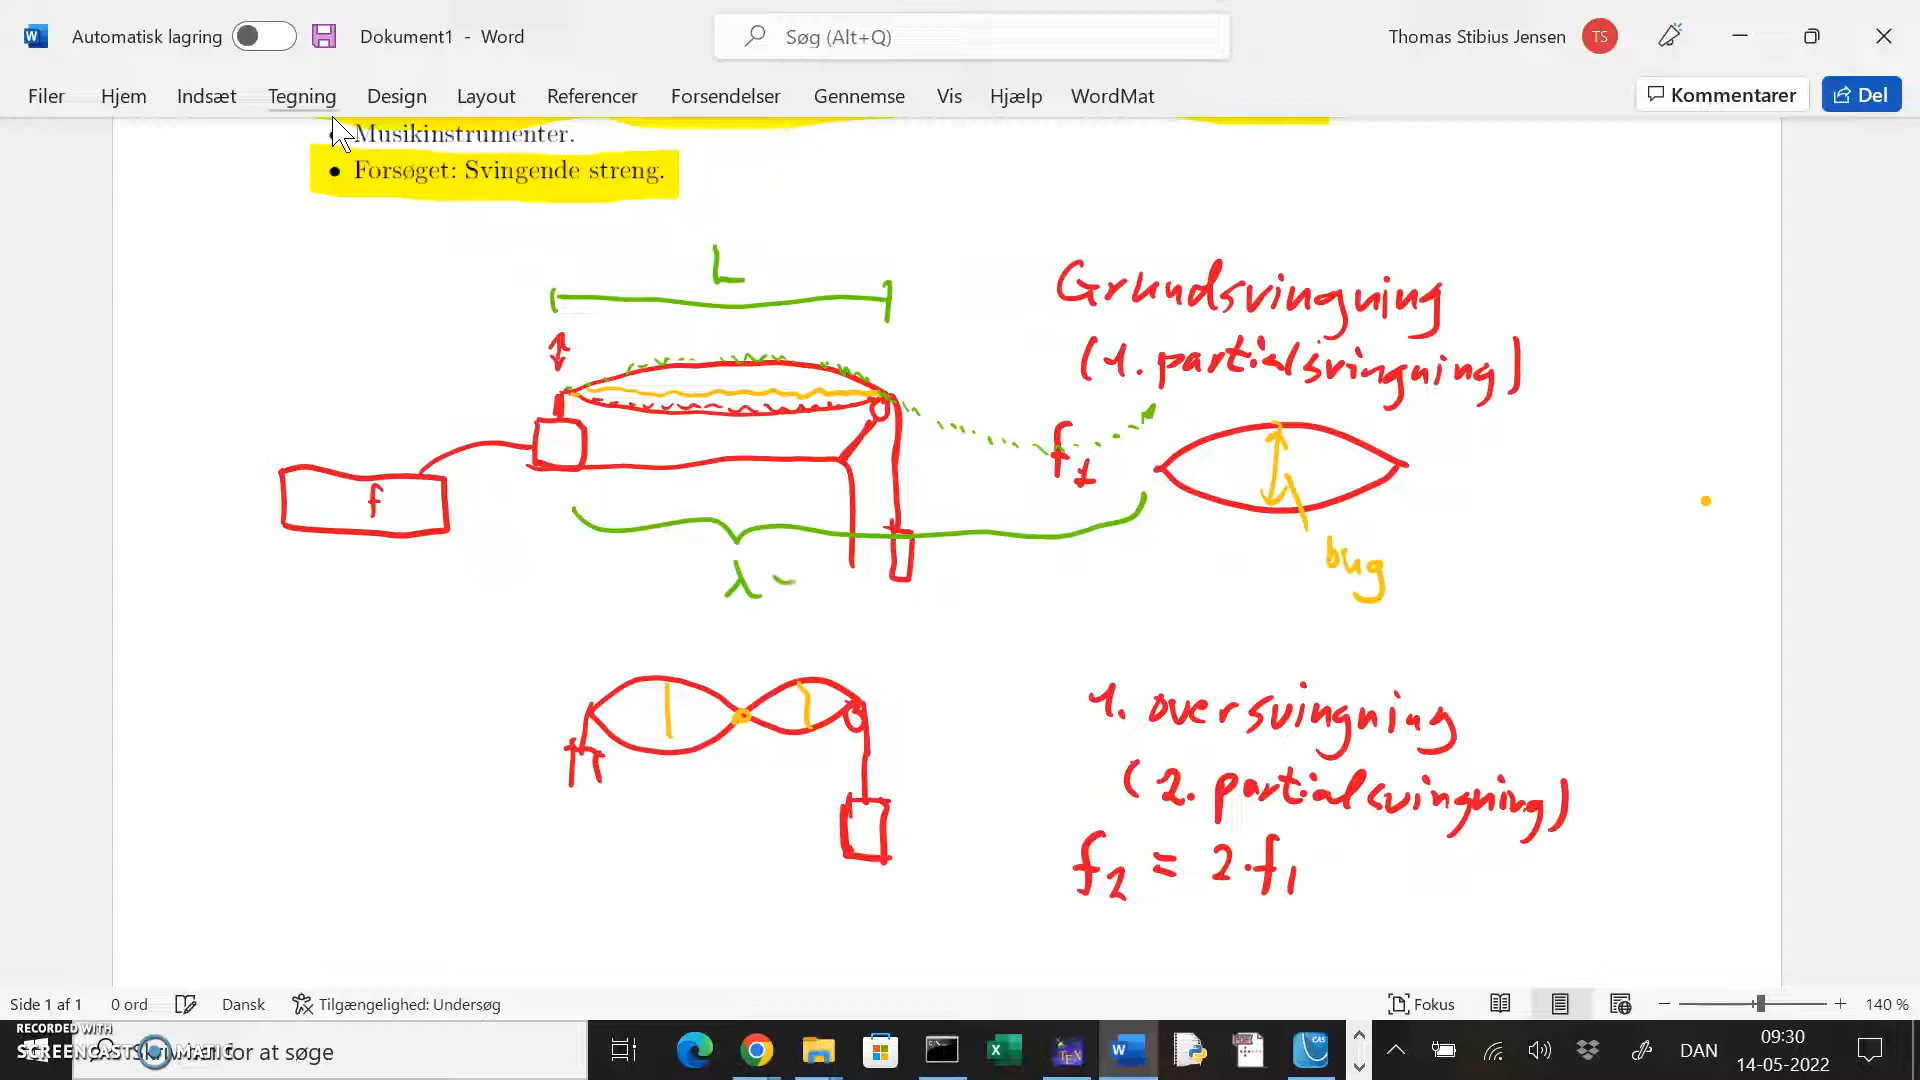 Automatisk lagring
Dokument1 - Word
Søg (Alt+Q)
Thomas Stibius Jensen
TS
Filer Hjem Indsæt Tegning Design Layout Referencer Forsendelser Gennemse Vis Hjælp WordMat
Kommentarer
Del
Musikinstrumenter.
• Forsøget: Svingende streng.
L
Grundsvingning
(1. partialsvingning)
f1
f
bug
λ
1. oversvingning
(2. partialsvingning)
f2 = 2·f1
Side 1 af 1 0 ord Dansk Tilgængelighed: Undersøg
Fokus
140 %
RECORDED WITH
SCREENCAST-O-MATIC
for at søge
TEX
CAS
DAN
09:30
14-05-2022